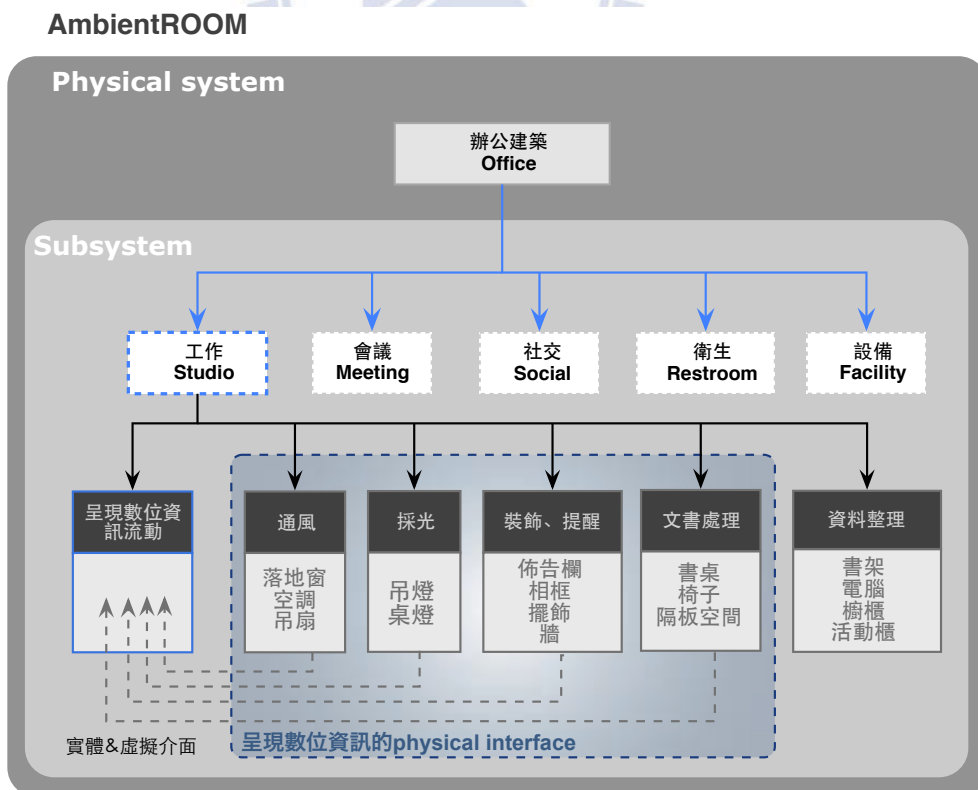 AmbientROOM
Physical system
辦公建築
Office
Subsystem
工作
Studio
會議
Meeting
社交
Social
衛生
Restroom
設備
Facility
呈現數位資
訊流動
通風
落地窗
空調
吊扇
採光
吊燈
桌燈
裝飾、提醒
佈告欄
相框
擺飾
牆
文書處理
書桌
椅子
隔板空間
資料整理
書架
電腦
櫥櫃
活動櫃
實體&虛擬介面
呈現數位資訊的physical interface